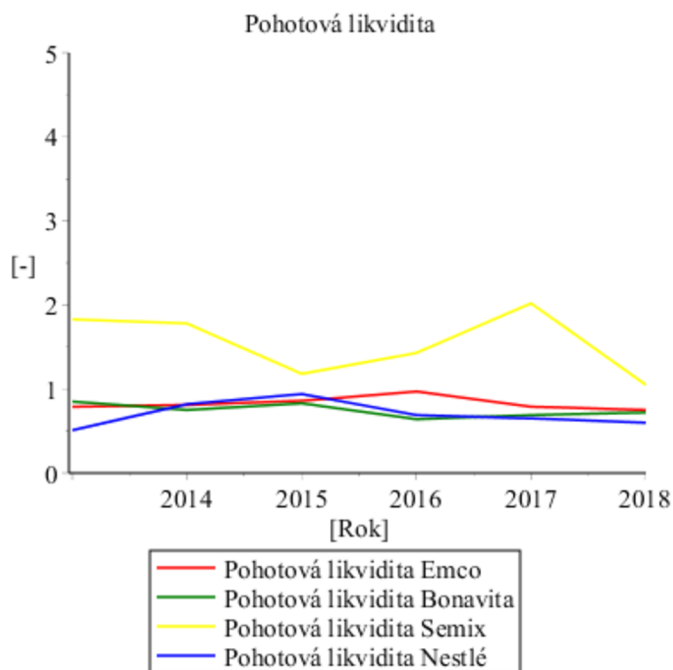 Pohotová likvidita
5
4
3
[-]
2
1
0
2014 2015 2016 2017 2018
[Rok]
Pohotová likvidita Emco
Pohotová likvidita Bonavita
Pohotová likvidita Semix
Pohotová likvidita Nestlé